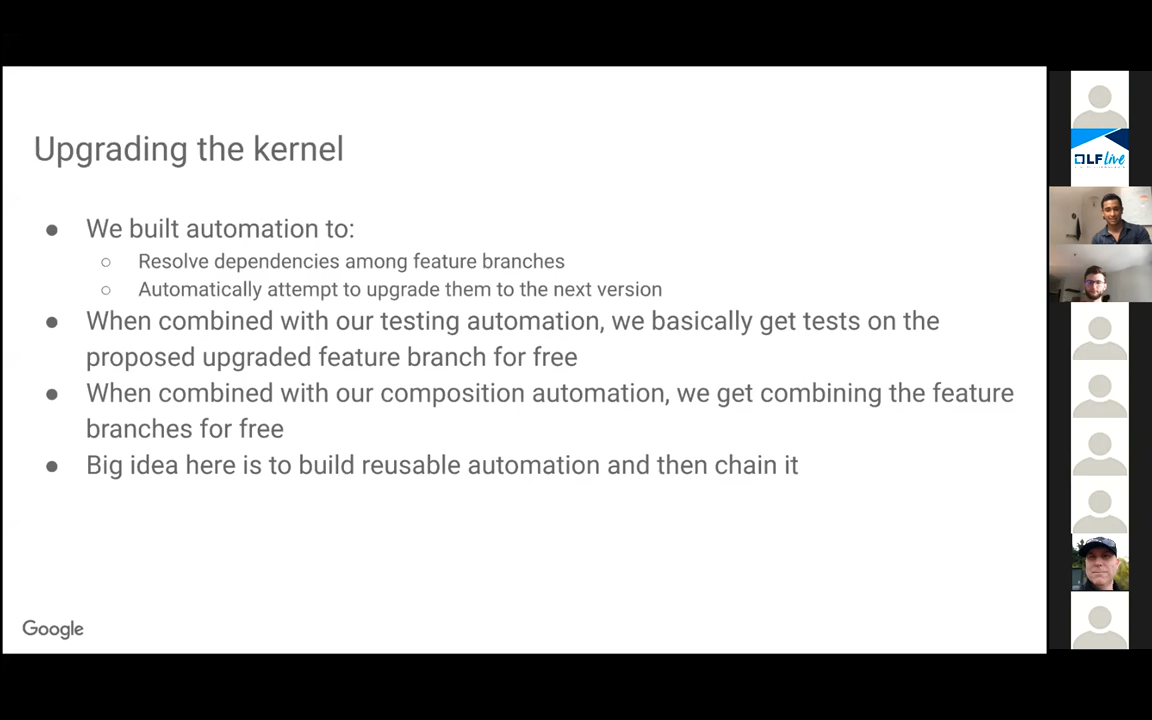 Upgrading the kernel
● We built automation to:
○ Resolve dependencies among feature branches
○ Automatically attempt to upgrade them to the next version
● When combined with our testing automation, we basically get tests on the
proposed upgraded feature branch for free
● When combined with our composition automation, we get combining the feature
branches for free
● Big idea here is to build reusable automation and then chain it
Google
LF Live